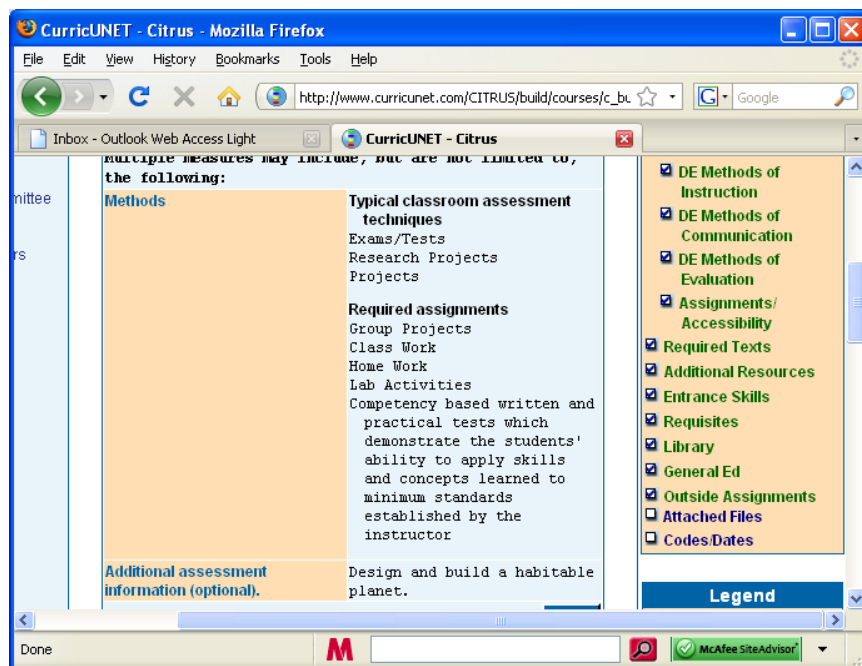 CurricUNET - Citrus - Mozilla Firefox
File Edit View History Bookmarks Tools Help
http://www.curricunet.com/CITRUS/build/courses/c_bu
G Google
Inbox - Outlook Web Access Light
CurricUNET - Citrus
mittee
rs
Multiple measures may include, but are not limited to,
the following:
Methods
Typical classroom assessment
techniques
Exams/Tests
Research Projects
Projects
Required assignments
Group Projects
Class Work
Home Work
Lab Activities
Competency based written and
practical tests which
demonstrate the students'
ability to apply skills
and concepts learned to
minimum standards
established by the
instructor
Additional assessment
information (optional).
Design and build a habitable
planet.
DE Methods of
Instruction
DE Methods of
Communication
DE Methods of
Evaluation
Assignments/
Accessibility
Required Texts
Additional Resources
Entrance Skills
Requisites
Library
General Ed
Outside Assignments
Attached Files
Codes/Dates
Legend
Done
M
McAfee SiteAdvisor